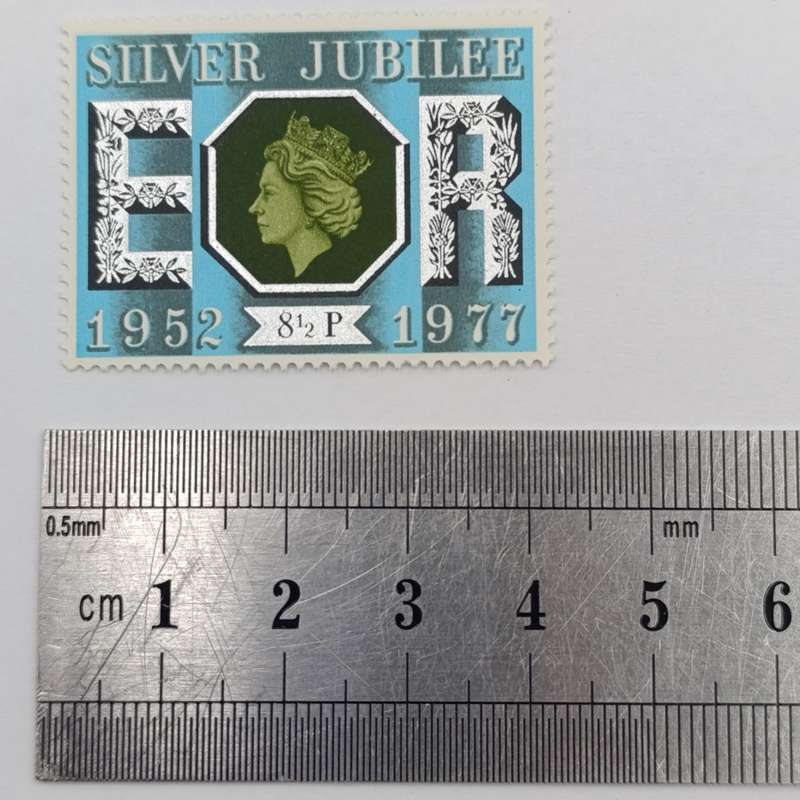 SILVER JUBILEE
E R
1952 8½ P 1977
0.5mm mm
cm 1 2 3 4 5 6